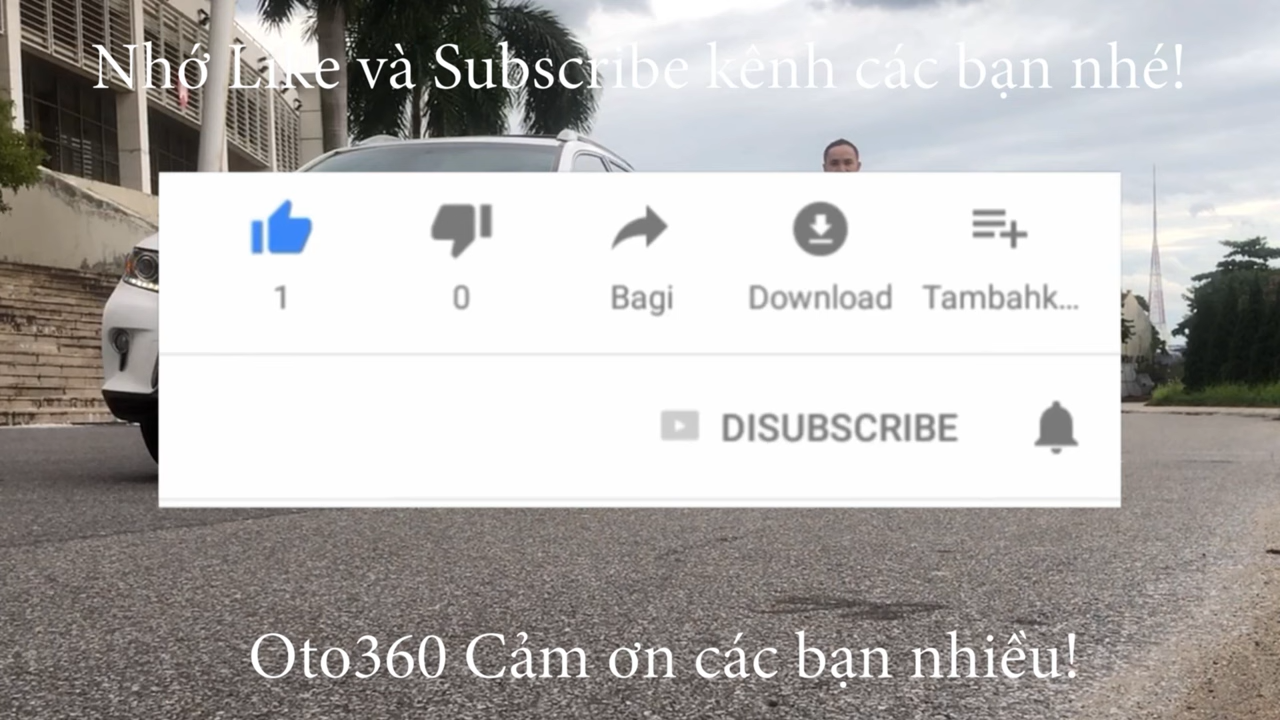 Nhớ Like và Subscribe kênh các bạn nhé!
1 0 Bagi Download Tambahk...
DISUBSCRIBE
Oto360 Cảm ơn các bạn nhiều!